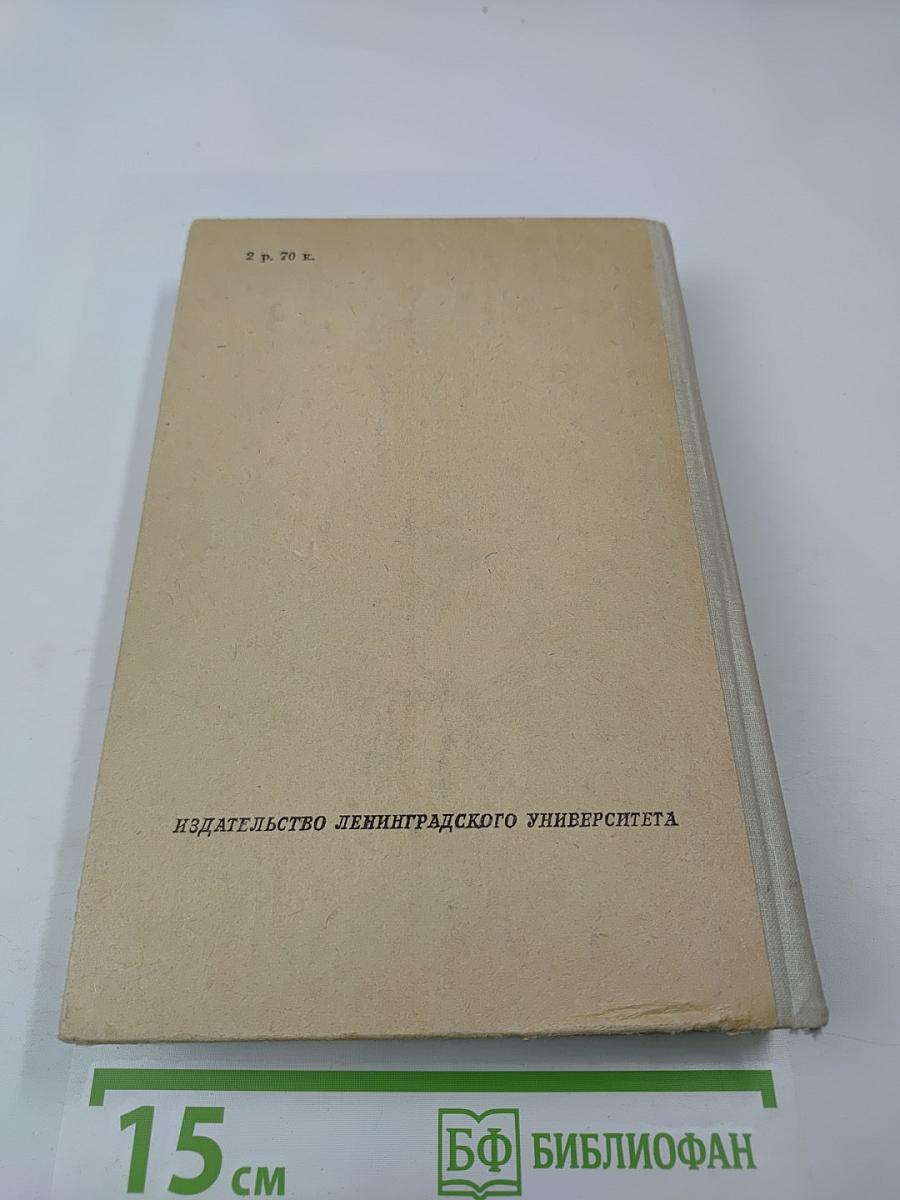 2 р. 70 к.
ИЗДАТЕЛЬСТВО ЛЕНИНГРАДСКОГО УНИВЕРСИТЕТА
15 см
БФ БИБЛИОФАН